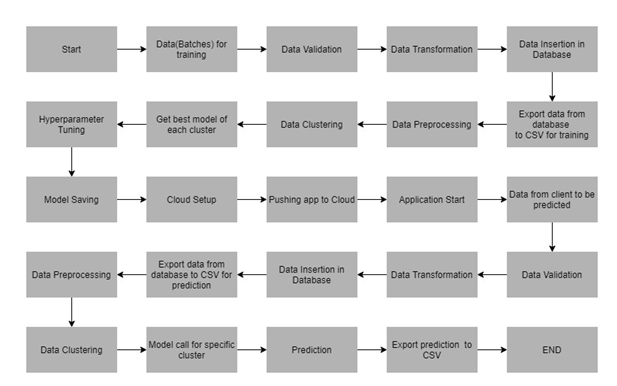 Start
Data(Batches) for
training
Data Validation
Data Transformation
Data Insertion in
Database
Hyperparameter
Tuning
Get best model of
each cluster
Data Clustering
Data Preprocessing
Export data from
database
to CSV for training
Model Saving
Cloud Setup
Pushing app to Cloud
Application Start
Data from client to be
predicted
Data Preprocessing
Export data from
database to CSV for
prediction
Data Insertion in
Database
Data Transformation
Data Validation
Data Clustering
Model call for specific
cluster
Prediction
Export prediction to
CSV
END